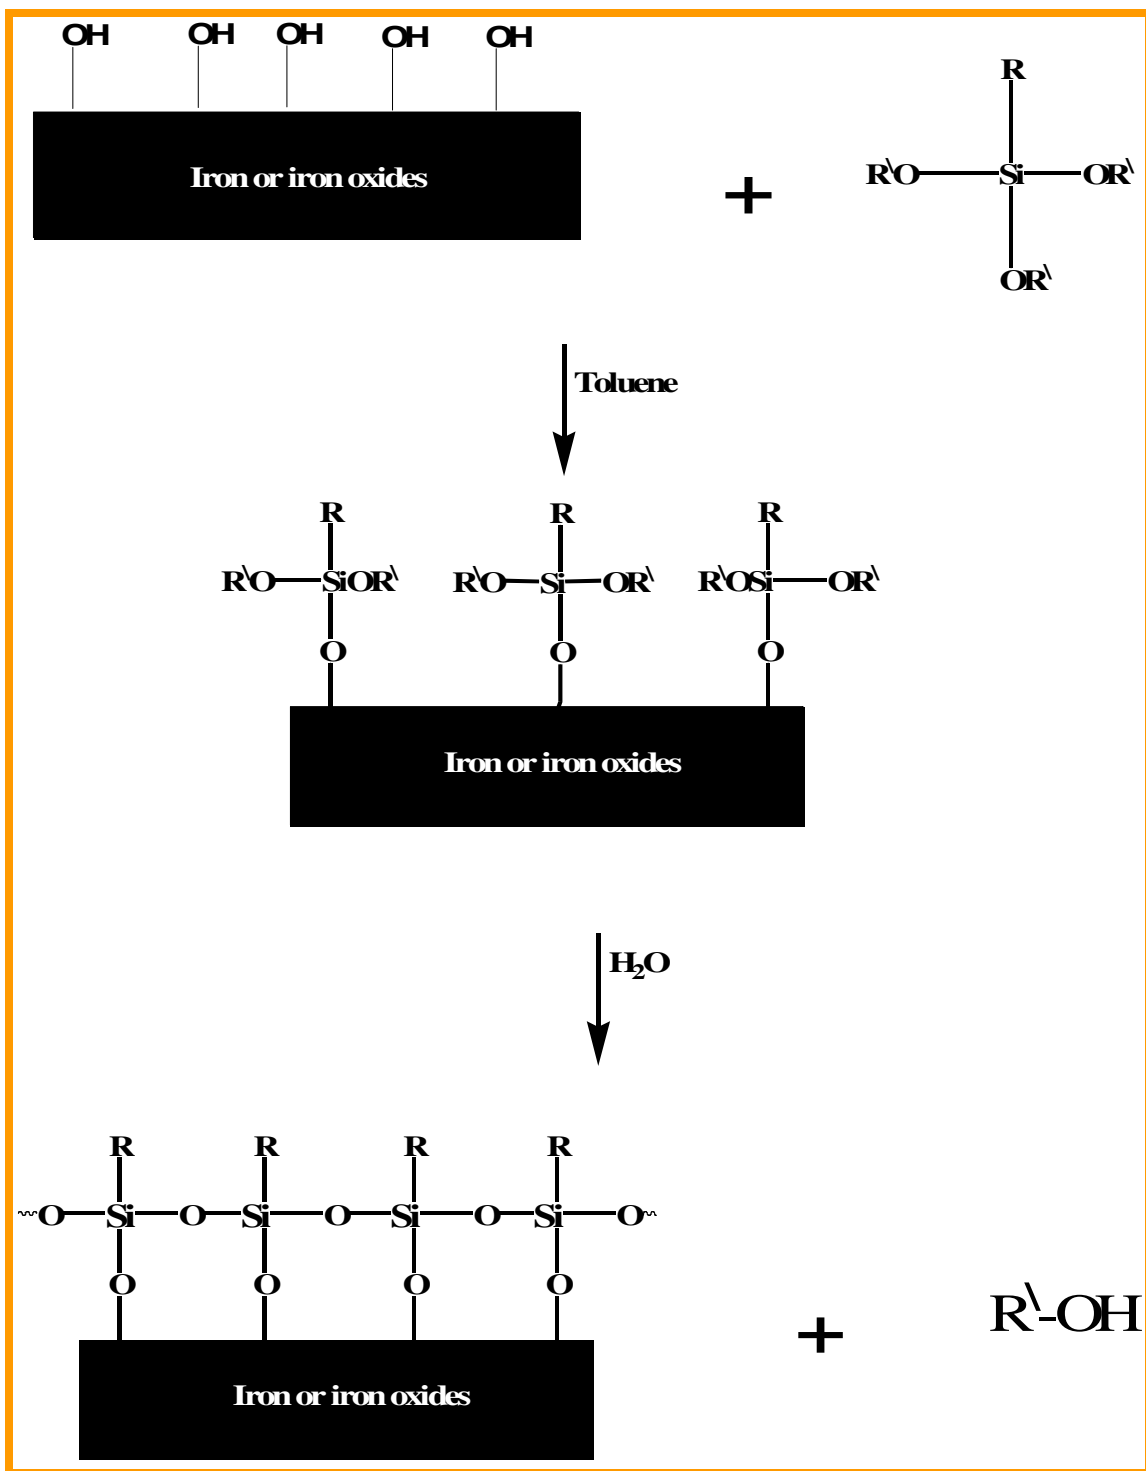 OH OH OH OH OH
R
Iron or iron oxides + R\O Si OR\
OR\
Toluene
R R R
R\O SiOR\ R\O Si OR\ R\OSi OR\
O O O
Iron or iron oxides
H2O
R R R R
O Si O Si O Si O Si O
O O O O
+ R\-OH
Iron or iron oxides